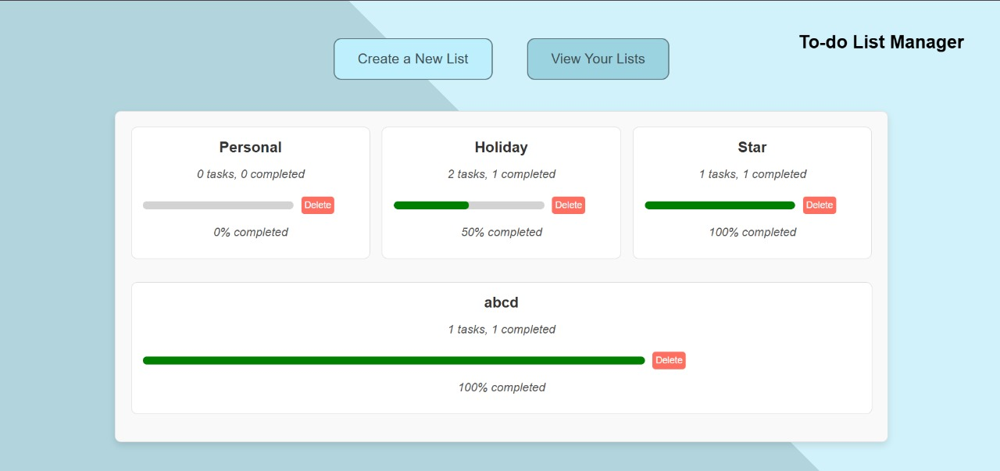 To-do List Manager
Create a New List
View Your Lists
Personal
0 tasks, 0 completed
Delete
0% completed
Holiday
2 tasks, 1 completed
Delete
50% completed
Star
1 tasks, 1 completed
Delete
100% completed
abcd
1 tasks, 1 completed
Delete
100% completed